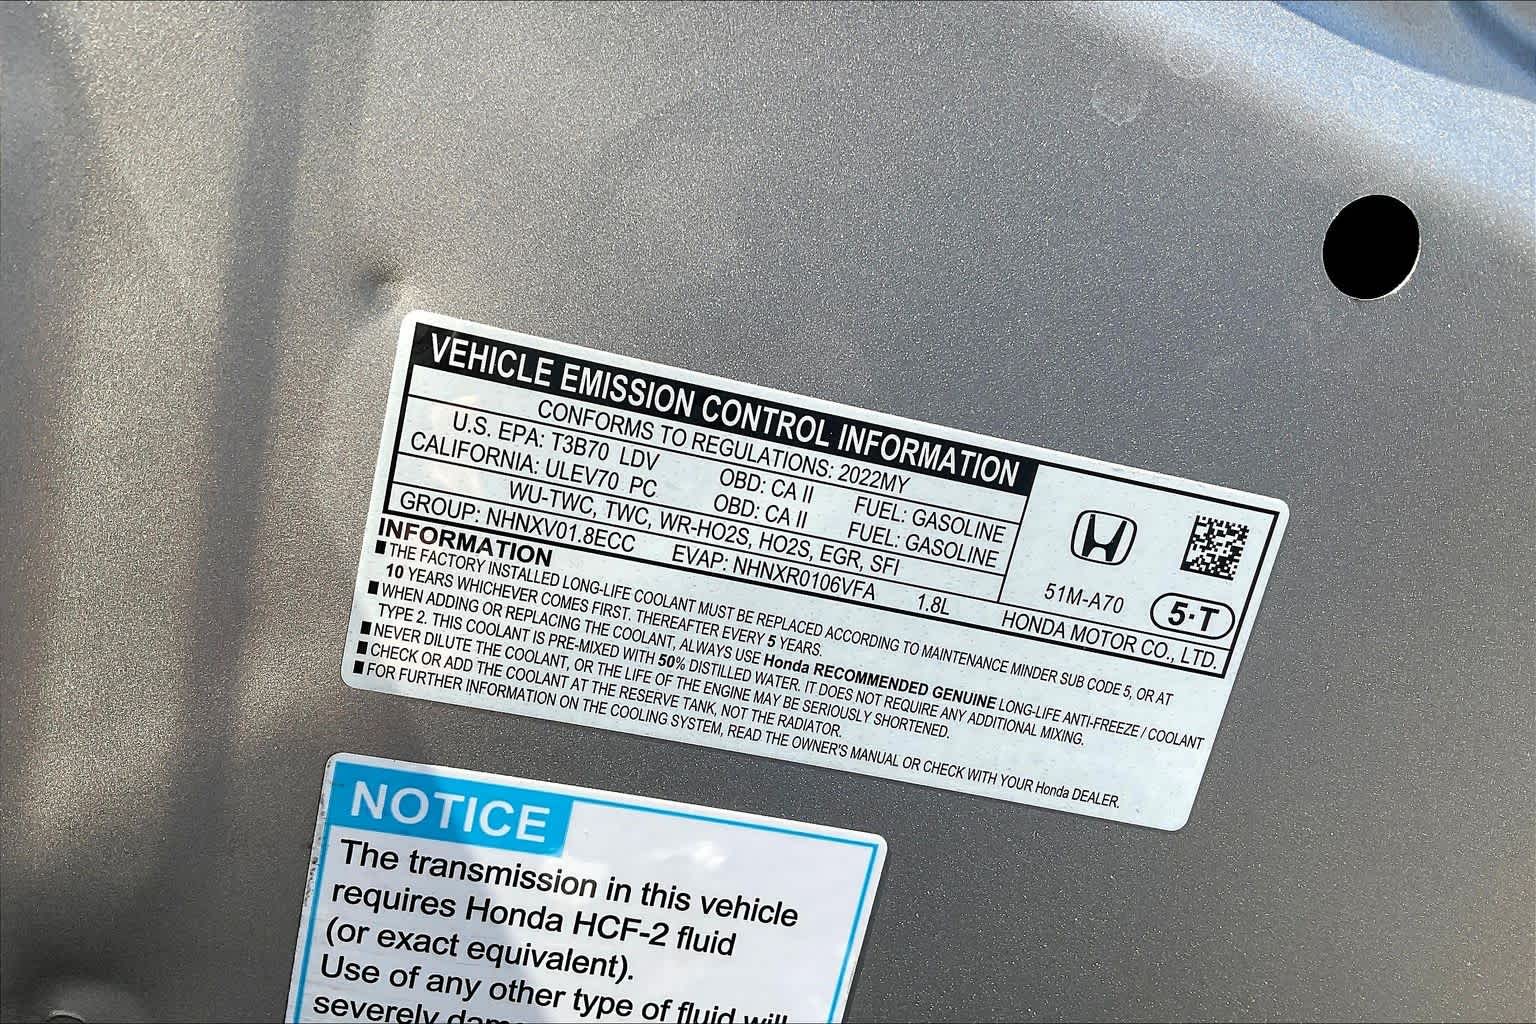 VEHICLE EMISSION CONTROL INFORMATION
CONFORMS TO REGULATIONS: 2022MY
U.S. EPA: T3B70 LDV OBD: CA II FUEL: GASOLINE
CALIFORNIA: ULEV70 PC OBD: CA II FUEL: GASOLINE
WU-TWC, TWC, WR-HO2S, HO2S, EGR, SFI
GROUP: NHNXV01.8ECC EVAP: NHNXR0106VFA 1.8L HONDA MOTOR CO., LTD.
51M-A70
5·T
INFORMATION
■ THE FACTORY INSTALLED LONG-LIFE COOLANT MUST BE REPLACED ACCORDING TO MAINTENANCE MINDER SUB CODE 5, OR AT
10 YEARS WHICHEVER COMES FIRST. THEREAFTER EVERY 5 YEARS.
■ WHEN ADDING OR REPLACING THE COOLANT, ALWAYS USE Honda RECOMMENDED GENUINE LONG-LIFE ANTI-FREEZE / COOLANT
TYPE 2. THIS COOLANT IS PRE-MIXED WITH 50% DISTILLED WATER. IT DOES NOT REQUIRE ANY ADDITIONAL MIXING.
■ NEVER DILUTE THE COOLANT, OR THE LIFE OF THE ENGINE MAY BE SERIOUSLY SHORTENED.
■ CHECK OR ADD THE COOLANT AT THE RESERVE TANK, NOT THE RADIATOR.
■ FOR FURTHER INFORMATION ON THE COOLING SYSTEM, READ THE OWNER'S MANUAL OR CHECK WITH YOUR Honda DEALER.
NOTICE
The transmission in this vehicle
requires Honda HCF-2 fluid
(or exact equivalent).
Use of any other type of fluid will
severely